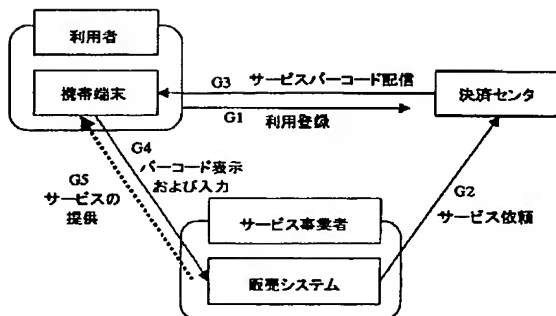 利用者
携帯端末
G3 サービスバーコード配信
G1 利用登録
決済センタ
G4
バーコード表示
および入力
G5
サービスの
提供
G2
サービス依頼
サービス事業者
販売システム